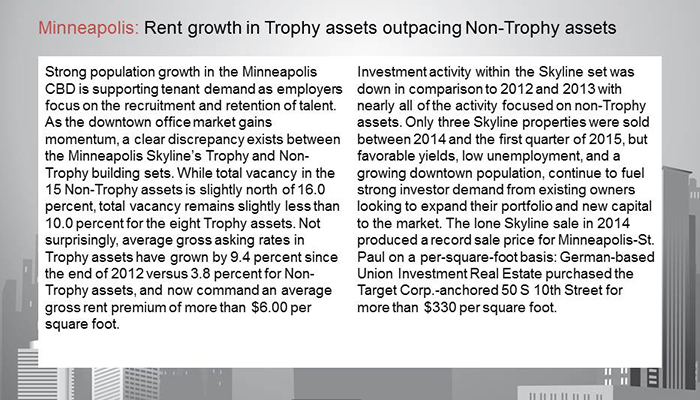 Minneapolis: Rent growth in Trophy assets outpacing Non-Trophy assets
Strong population growth in the Minneapolis
CBD is supporting tenant demand as employers
focus on the recruitment and retention of talent.
As the downtown office market gains
momentum, a clear discrepancy exists between
the Minneapolis Skyline's Trophy and Non-
Trophy building sets. While total vacancy in the
15 Non-Trophy assets is slightly north of 16.0
percent, total vacancy remains slightly less than
10.0 percent for the eight Trophy assets. Not
surprisingly, average gross asking rates in
Trophy assets have grown by 9.4 percent since
the end of 2012 versus 3.8 percent for Non-
Trophy assets, and now command an average
gross rent premium of more than $6.00 per
square foot.
Investment activity within the Skyline set was
down in comparison to 2012 and 2013 with
nearly all of the activity focused on non-Trophy
assets. Only three Skyline properties were sold
between 2014 and the first quarter of 2015, but
favorable yields, low unemployment, and a
growing downtown population, continue to fuel
strong investor demand from existing owners
looking to expand their portfolio and new capital
to the market. The lone Skyline sale in 2014
produced a record sale price for Minneapolis-St.
Paul on a per-square-foot basis: German-based
Union Investment Real Estate purchased the
Target Corp.-anchored 50 S 10th Street for
more than $330 per square foot.